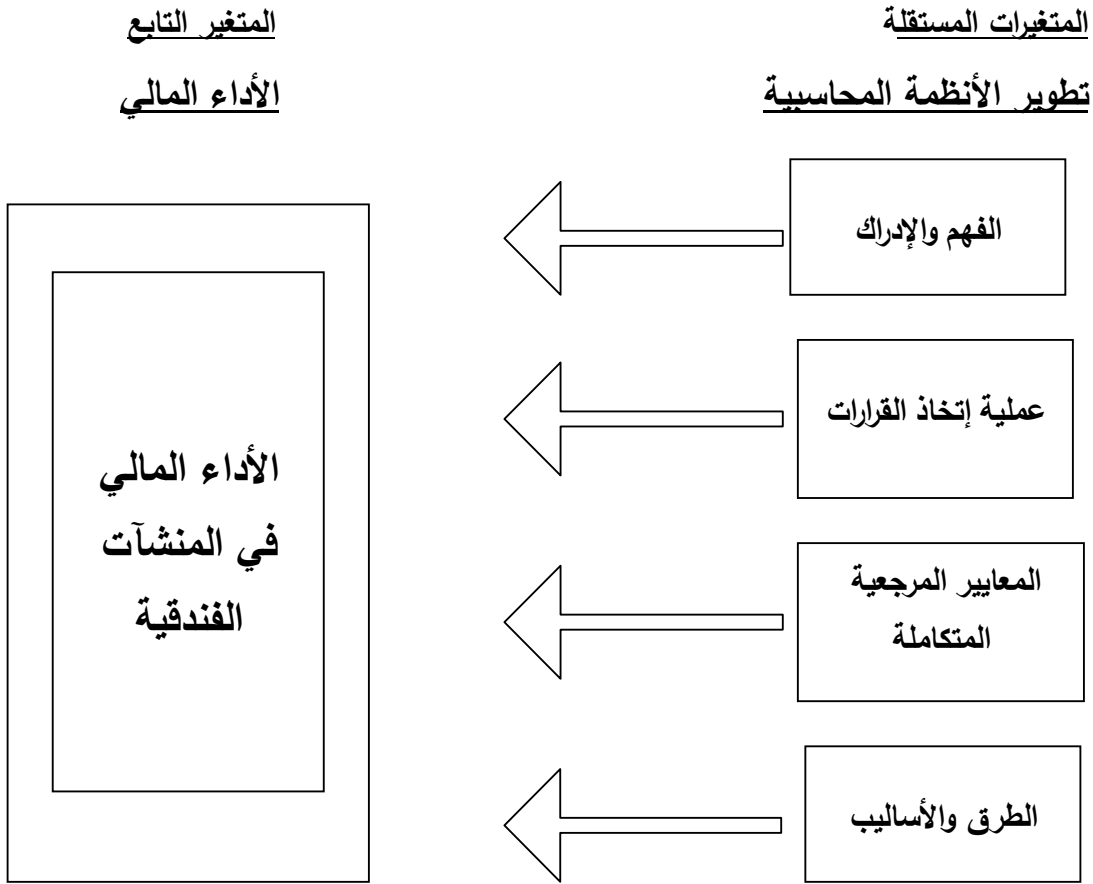 المتغيرات المستقلة
المتغير التابع
تطوير الأنظمة المحاسبية
الأداء المالي
الفهم والإدراك
عملية إتخاذ القرارات
المعايير المرجعية
المتكاملة
الطرق والأساليب
الأداء المالي
في المنشآت
الفندقية